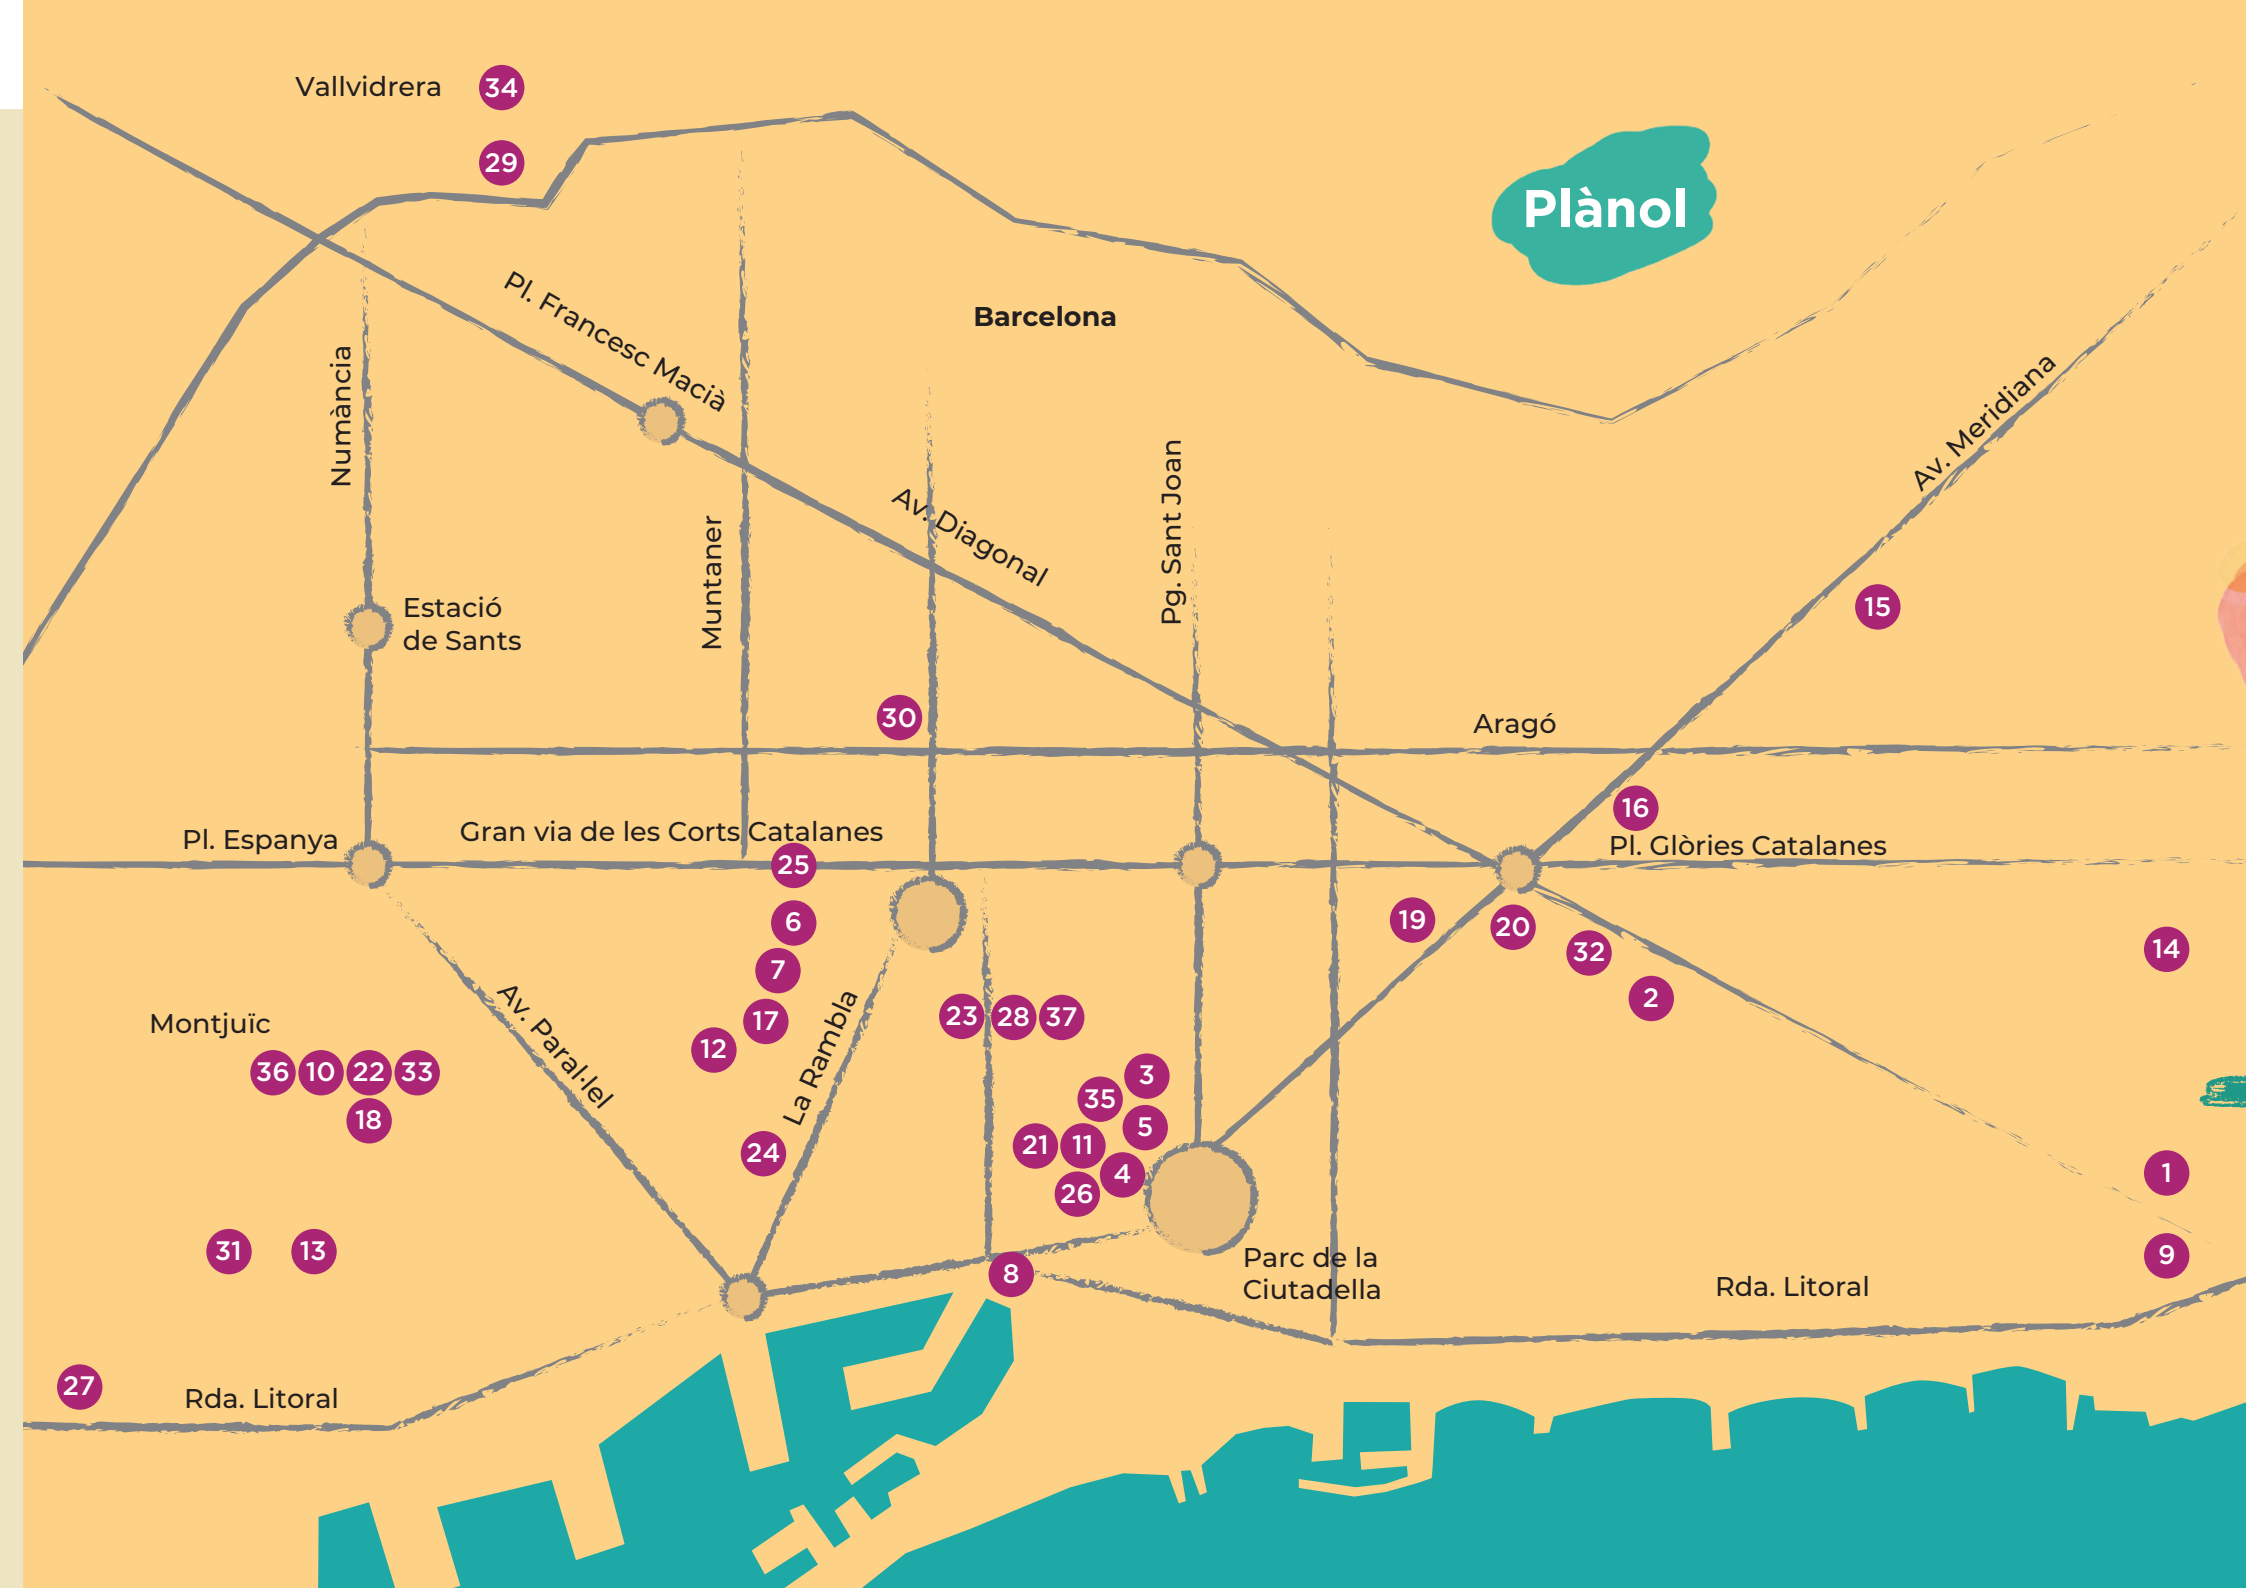 Vallvidrera 34
29
Plànol
Pl. Francesc Macià
Barcelona
Numància
Av. Meridiana
Pg. Sant Joan
Av. Diagonal
Muntaner
Estació
de Sants
15
30
Aragó
16
Pl. Espanya
Gran via de les Corts Catalanes
Pl. Glòries Catalanes
25
6
19
20
32
14
7
2
Av. Paral·lel
La Rambla
17
23 28 37
Montjuïc
12
36 10 22 33
3
35
18
5
21 11
24
4
26
1
31 13
9
8
Parc de la
Ciutadella
Rda. Litoral
27
Rda. Litoral